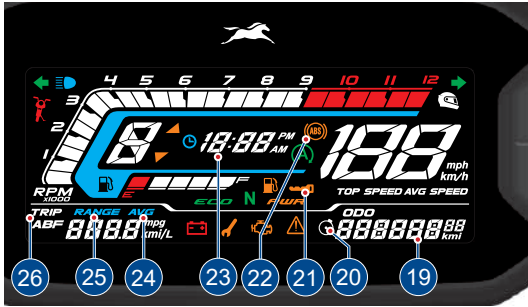 4 5 6 7 8 9 10 11 12
3
2
1
8
18:88 PM
AM
(ABS)
A
188
mph
km/h
RPM
x1000
E F
ECO N PWR
TOP SPEED AVG SPEED
TRIP RANGE AVG
ABF 888.8 mpg
kmi/L
ODO
888888 88
kmi
26 25 24 23 22 21 20 19